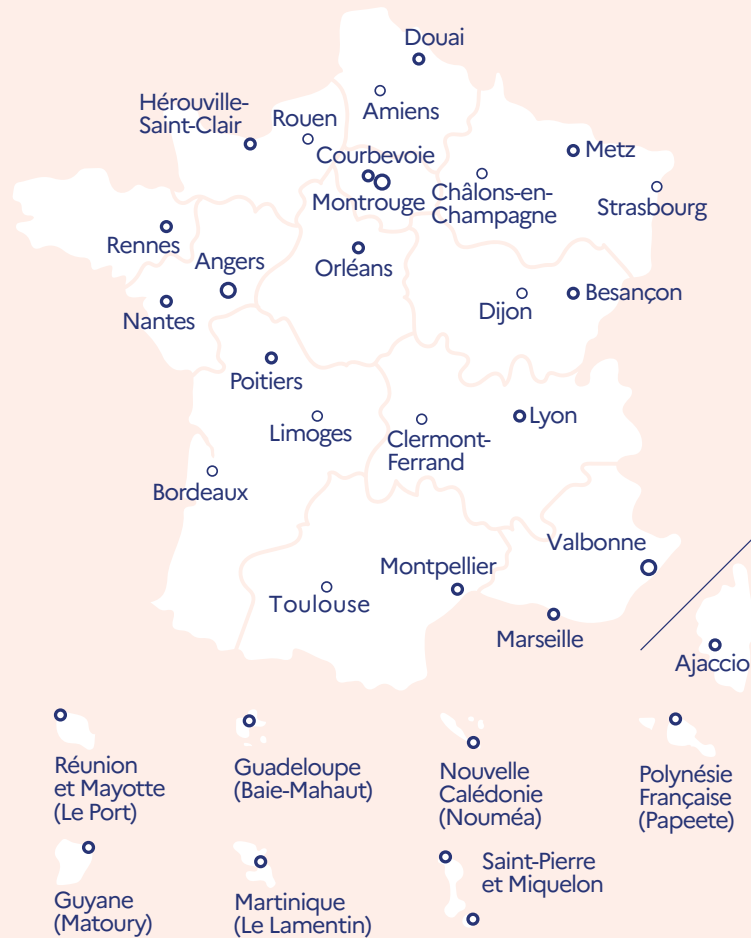 Douai
Amiens
Hérouville-
Saint-Clair
Rouen
Courbevoie
Montrouge
Metz
Châlons-en-
Champagne
Strasbourg
Rennes
Angers
Orléans
Nantes
Dijon
Besançon
Poitiers
Limoges
Clermont-
Ferrand
Lyon
Bordeaux
Valbonne
Montpellier
Toulouse
Marseille
Ajaccio
Réunion
et Mayotte
(Le Port)
Guadeloupe
(Baie-Mahaut)
Nouvelle
Calédonie
(Nouméa)
Polynésie
Française
(Papeete)
Guyane
(Matoury)
Martinique
(Le Lamentin)
Saint-Pierre
et Miquelon